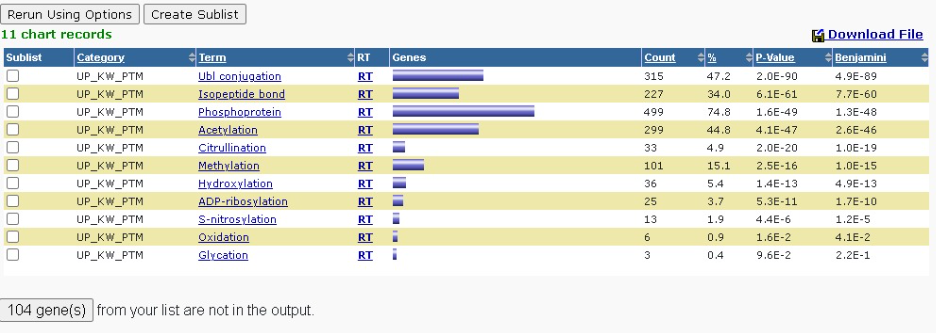 Rerun Using Options Create Sublist
11 chart records Download File
Sublist Category Term RT Genes Count % P-Value Benjamini
UP_KW_PTM Ubl conjugation RT 315 47.2 2.0E-90 4.9E-89
UP_KW_PTM Isopeptide bond RT 227 34.0 6.1E-61 7.7E-60
UP_KW_PTM Phosphoprotein RT 499 74.8 1.6E-49 1.3E-48
UP_KW_PTM Acetylation RT 299 44.8 4.1E-47 2.6E-46
UP_KW_PTM Citrullination RT 33 4.9 2.0E-20 1.0E-19
UP_KW_PTM Methylation RT 101 15.1 2.5E-16 1.0E-15
UP_KW_PTM Hydroxylation RT 36 5.4 1.4E-13 4.9E-13
UP_KW_PTM ADP-ribosylation RT 25 3.7 5.3E-11 1.7E-10
UP_KW_PTM S-nitrosylation RT 13 1.9 4.4E-6 1.2E-5
UP_KW_PTM Oxidation RT 6 0.9 1.6E-2 4.1E-2
UP_KW_PTM Glycation RT 3 0.4 9.6E-2 2.2E-1
104 gene(s) from your list are not in the output.